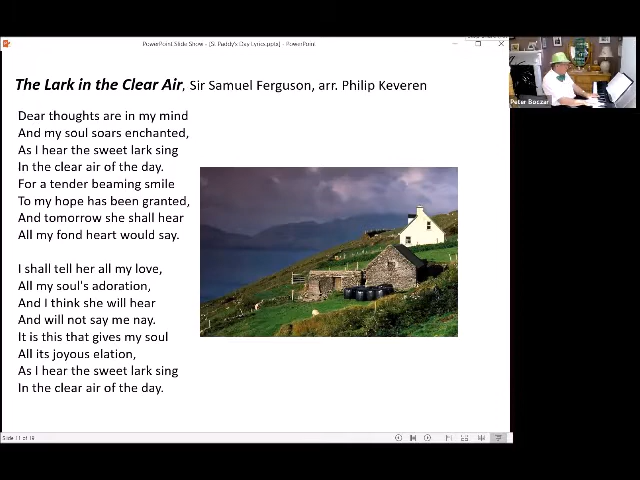 PowerPoint Slide Show - [St Paddy's Day Lyrics.pptx] - PowerPoint
The Lark in the Clear Air, Sir Samuel Ferguson, arr. Philip Keveren
Dear thoughts are in my mind
And my soul soars enchanted,
As I hear the sweet lark sing
In the clear air of the day.
For a tender beaming smile
To my hope has been granted,
And tomorrow she shall hear
All my fond heart would say.
I shall tell her all my love,
All my soul's adoration,
And I think she will hear
And will not say me nay.
It is this that gives my soul
All its joyous elation,
As I hear the sweet lark sing
In the clear air of the day.
Peter Boczar
Slide 11 of 19